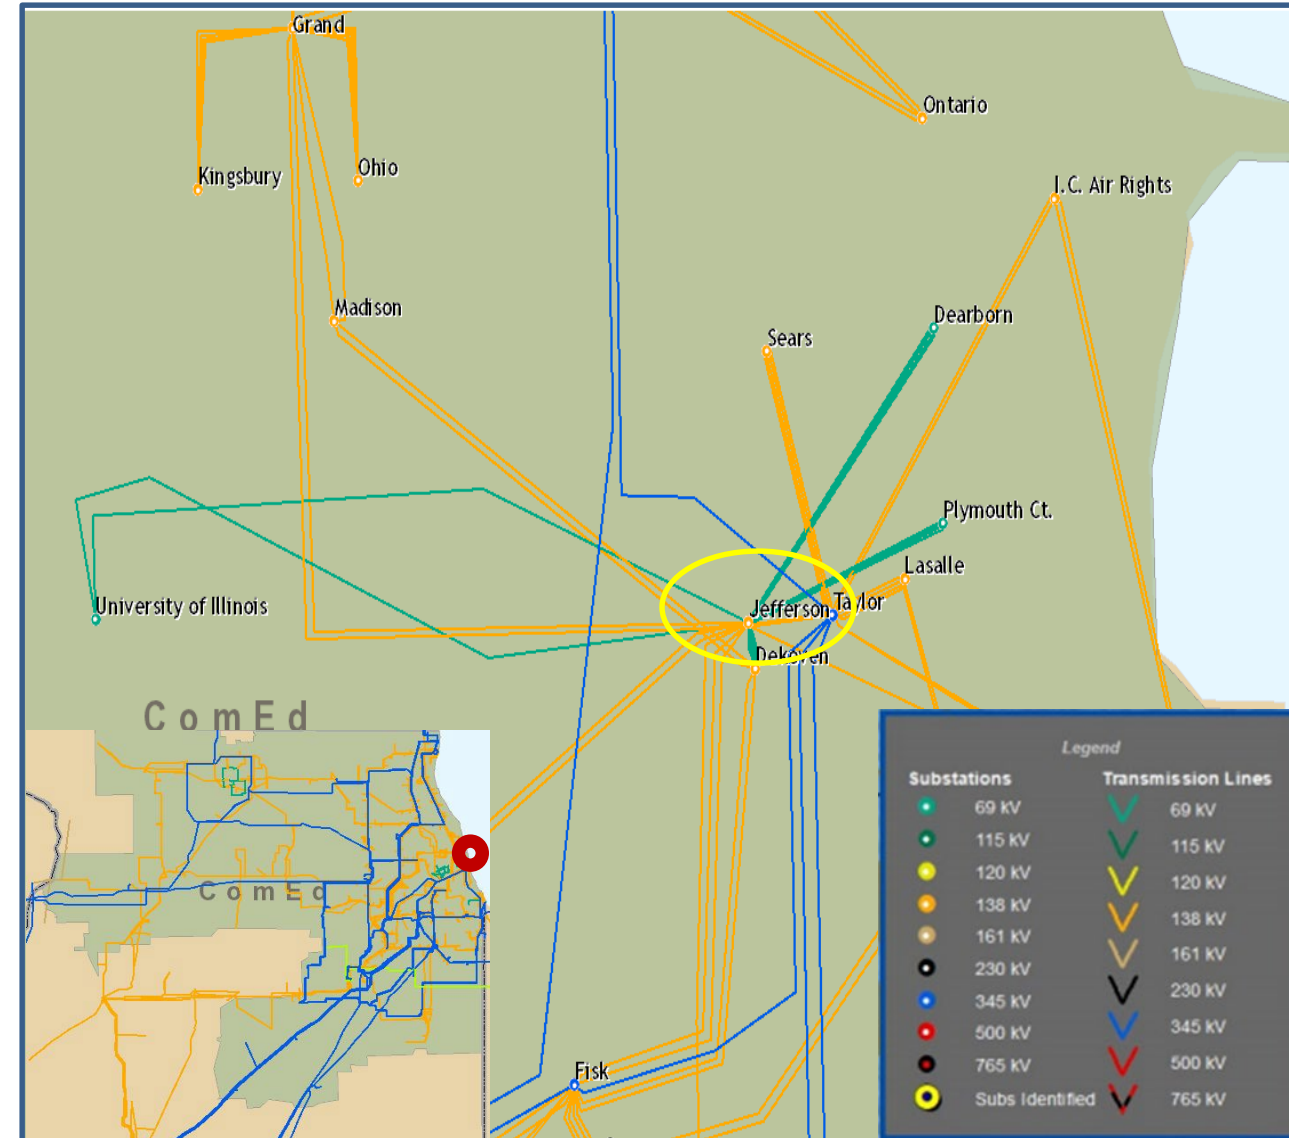 Grand
Ontario
Kingsbury
Ohio
I.C. Air Rights
Madison
Dearborn
Sears
Plymouth Ct.
Lasalle
University of Illinois
Jefferson
Taylor
Dekoven
ComEd
ComEd
Fisk
Legend
Substations
Transmission Lines
69 kV
69 kV
115 kV
115 kV
120 kV
120 kV
138 kV
138 kV
161 kV
161 kV
230 kV
230 kV
345 kV
345 kV
500 kV
500 kV
765 kV
Subs Identified
765 kV